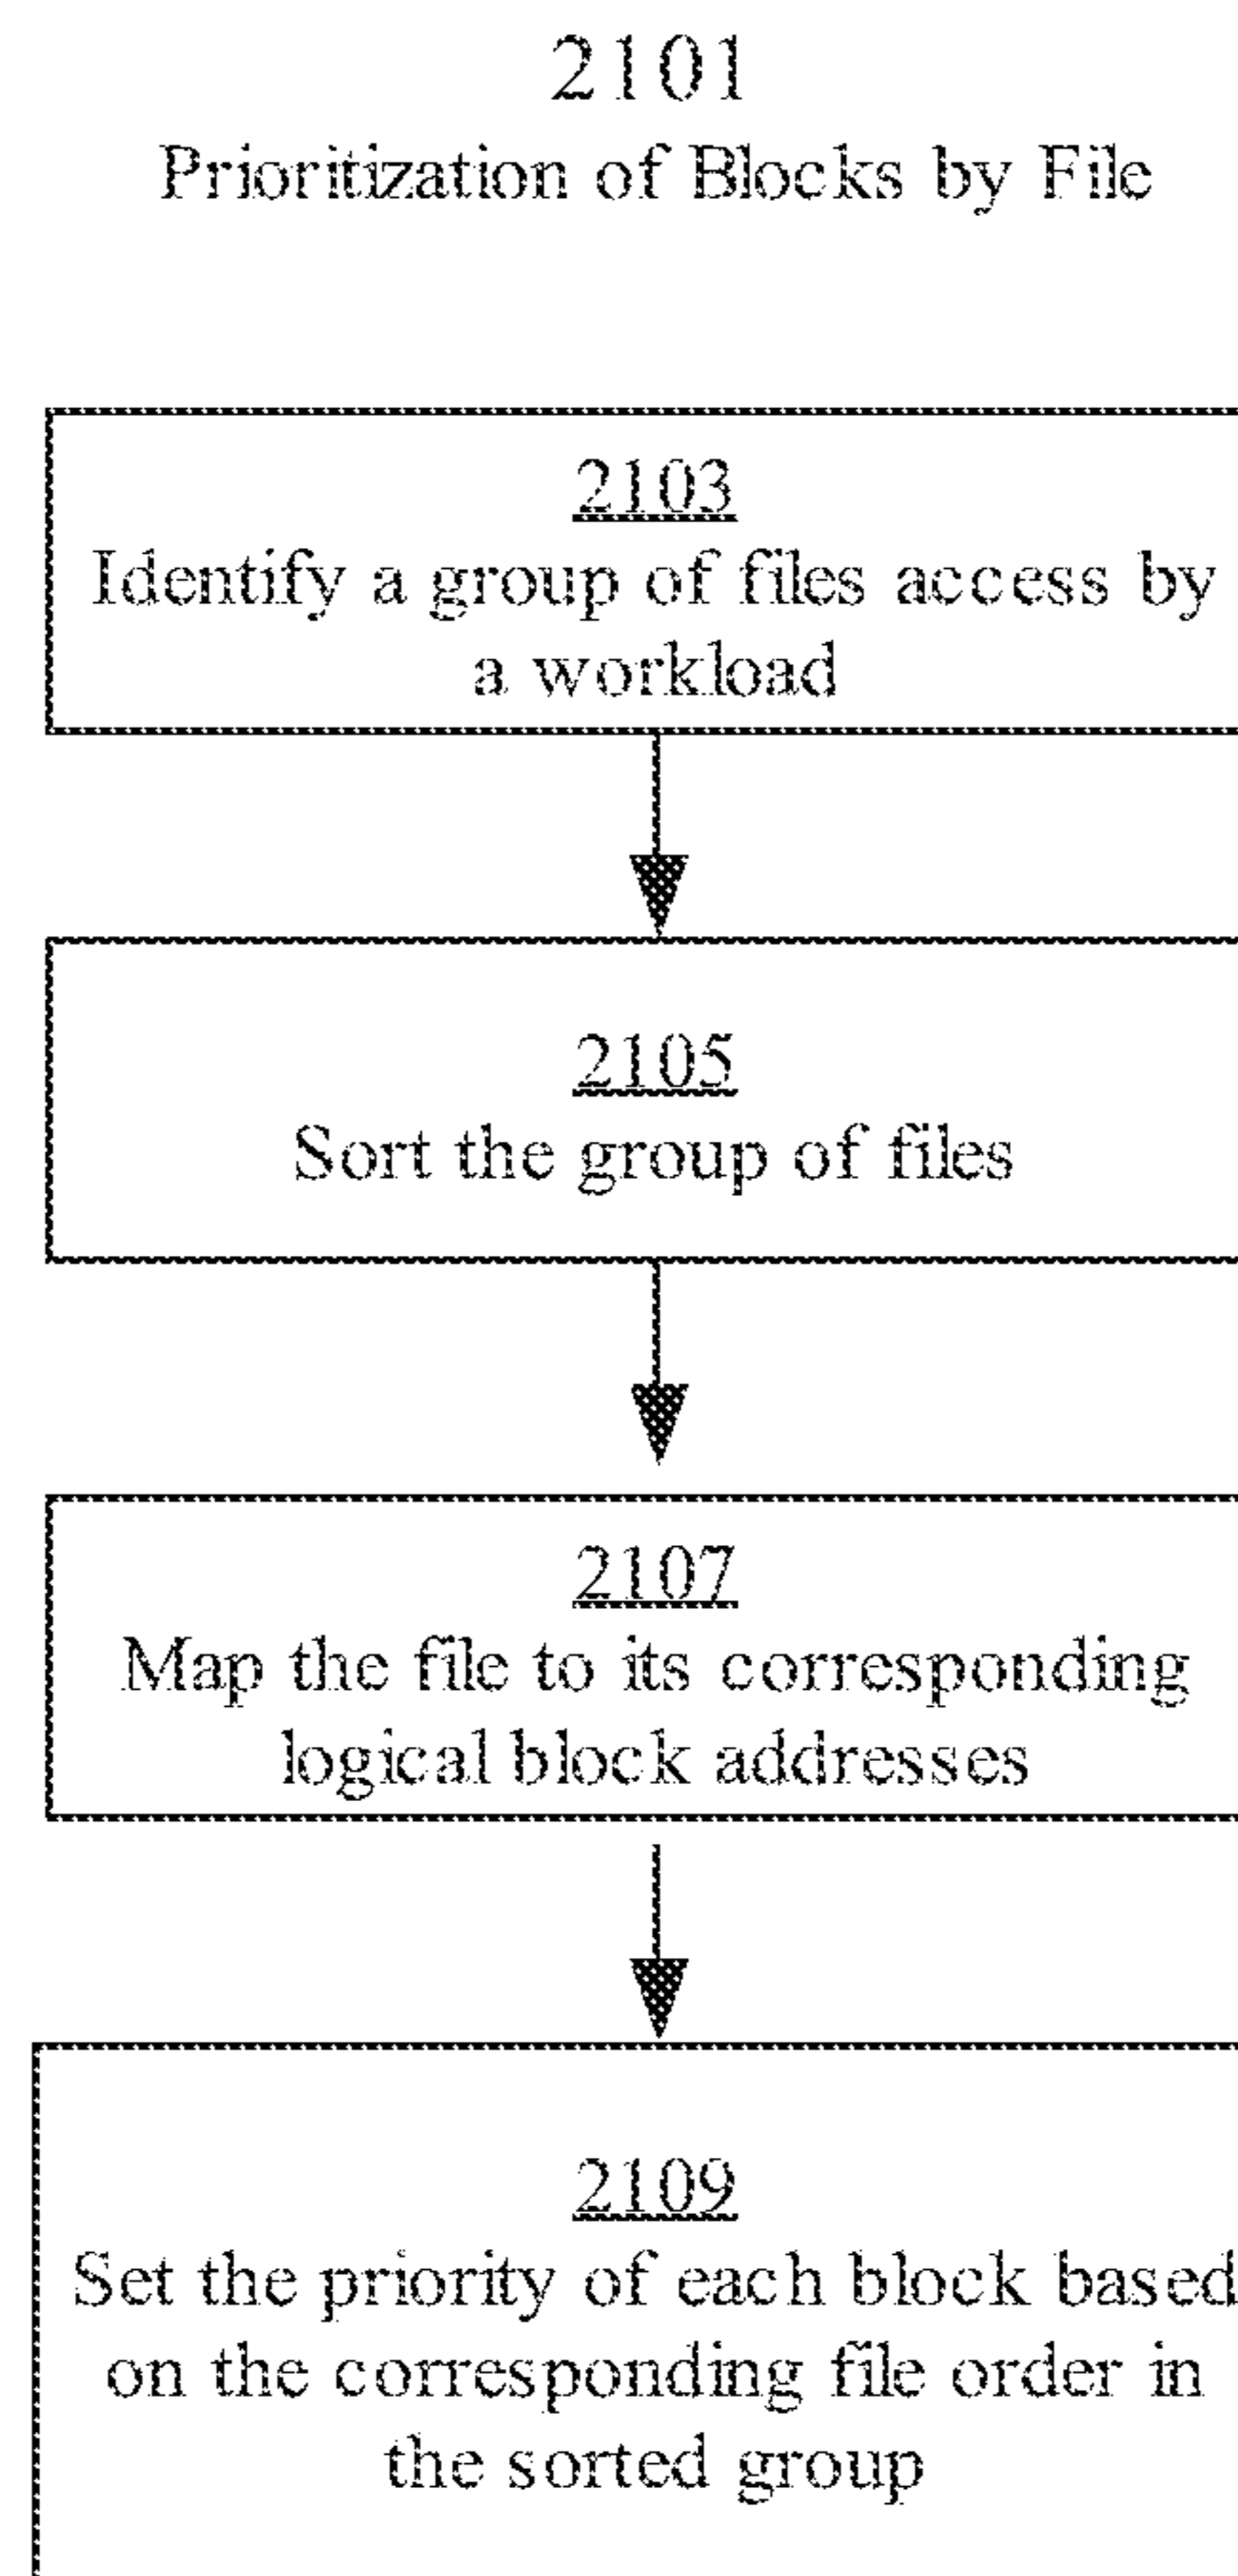 2101
Prioritization of Blocks by File
2103
Identify a group of files access by
a workload
2105
Sort the group of files
2107
Map the file to its corresponding
logical block addresses
2109
Set the priority of each block based
on the corresponding file order in
the sorted group